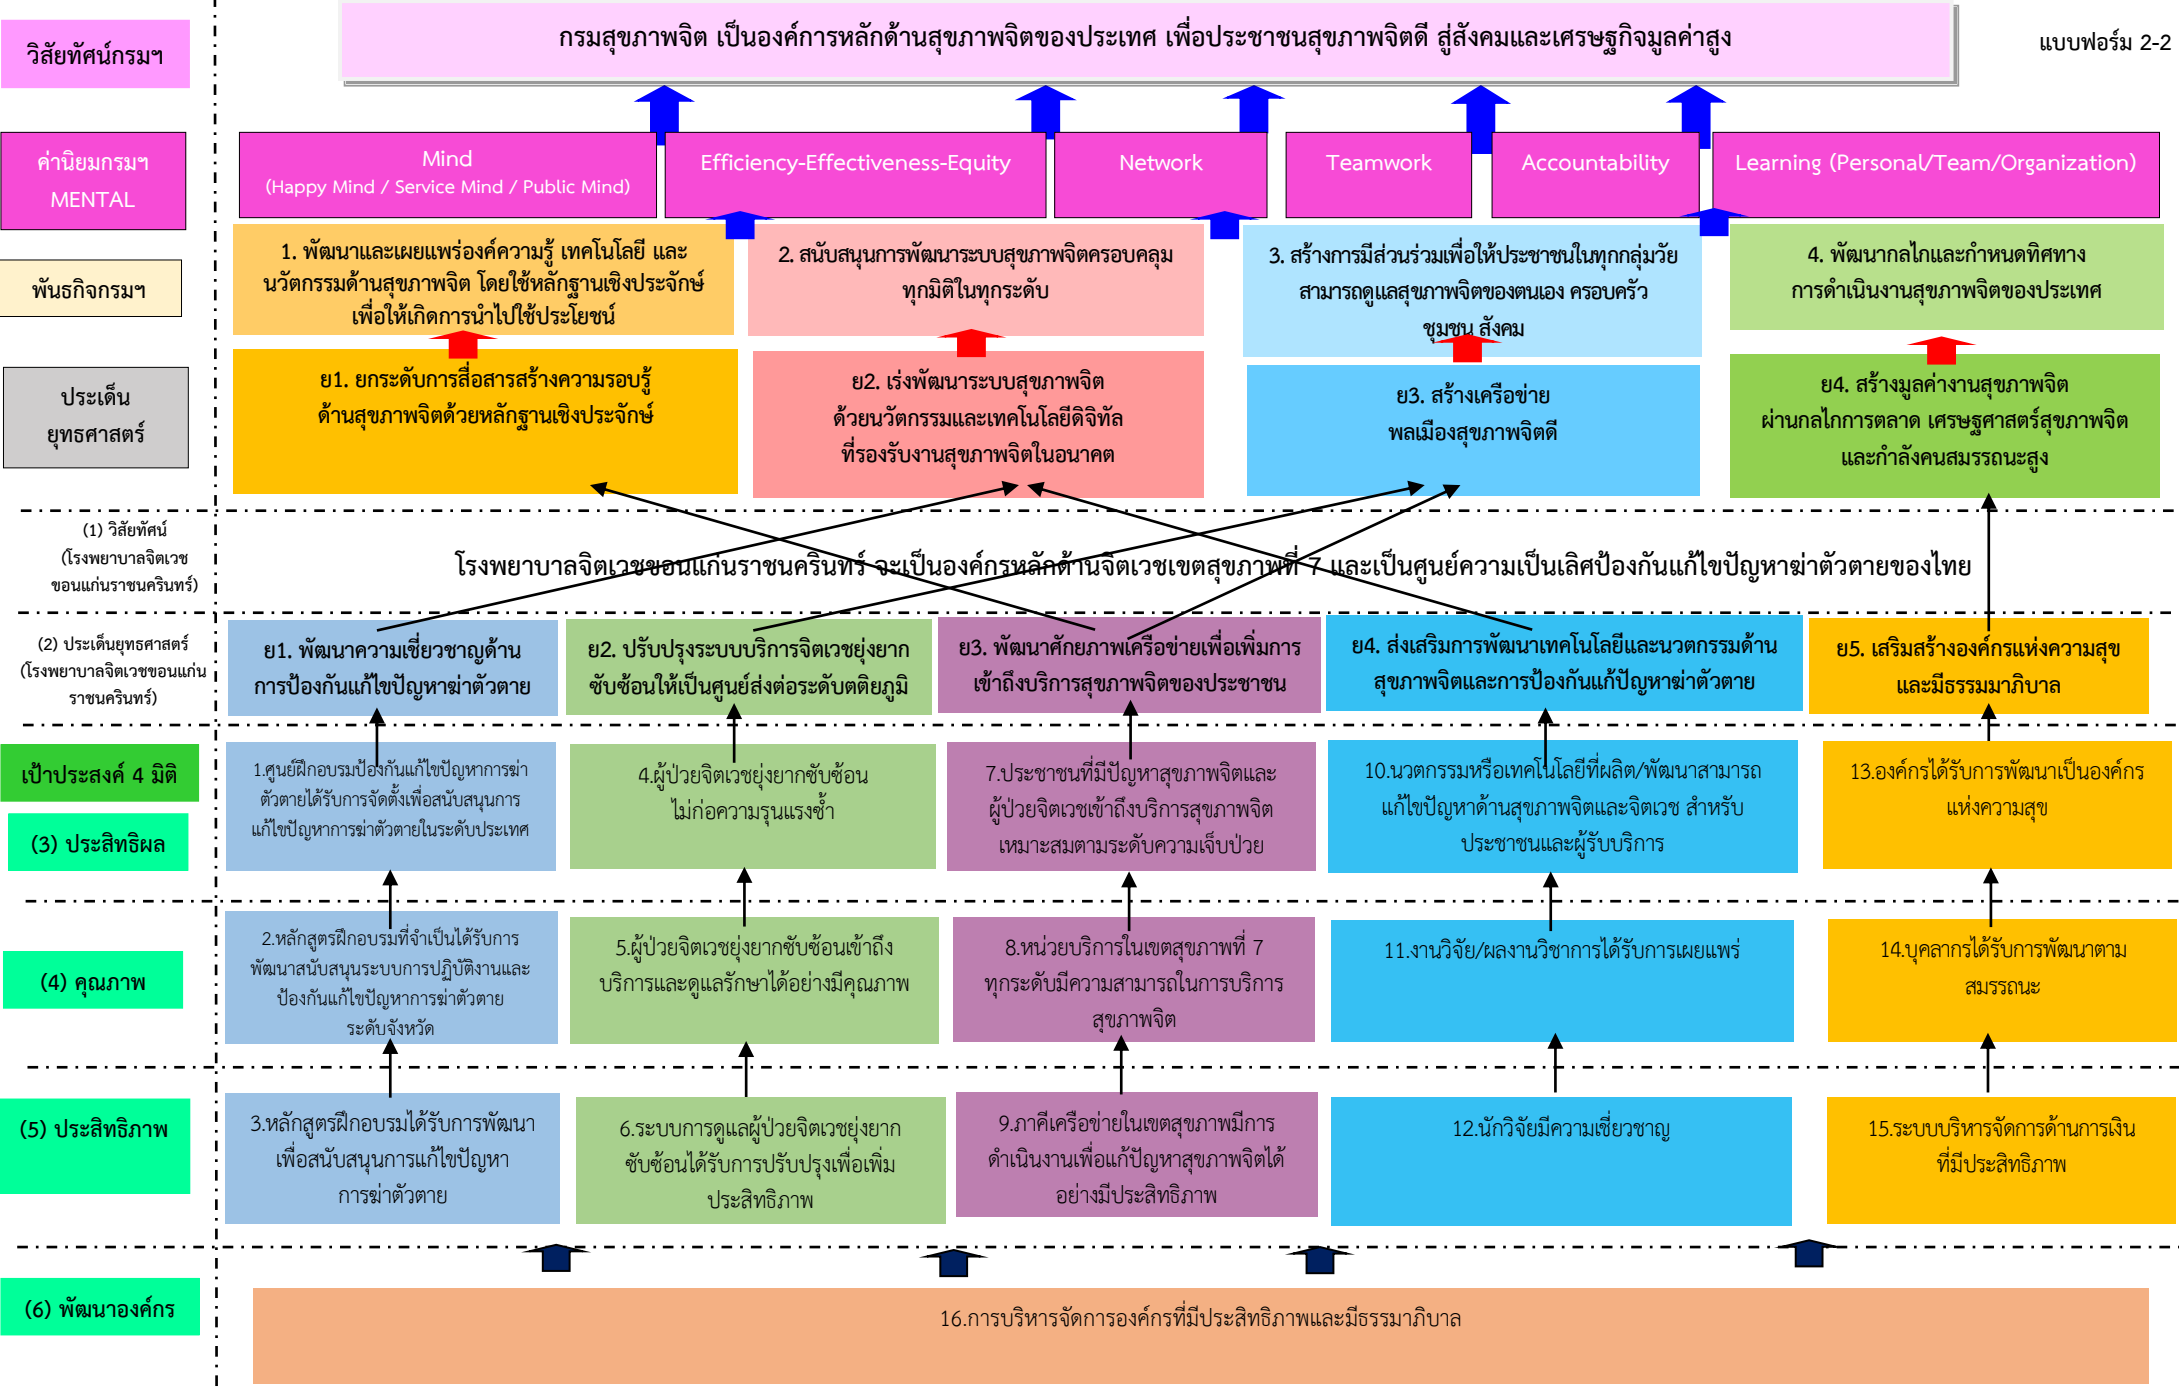 วิสัยทัศน์กรมฯ
กรมสุขภาพจิต เป็นองค์การหลักด้านสุขภาพจิตของประเทศ เพื่อประชาชนสุขภาพจิตดี สู่สังคมและเศรษฐกิจมูลค่าสูง
แบบฟอร์ม 2-2
ค่านิยมกรมฯ
MENTAL
Mind
(Happy Mind / Service Mind / Public Mind)
Efficiency-Effectiveness-Equity
Network
Teamwork
Accountability
Learning (Personal/Team/Organization)
พันธกิจกรมฯ
1. พัฒนาและเผยแพร่องค์ความรู้ เทคโนโลยี และ
นวัตกรรมด้านสุขภาพจิต โดยใช้หลักฐานเชิงประจักษ์
เพื่อให้เกิดการนำไปใช้ประโยชน์
2. สนับสนุนการพัฒนาระบบสุขภาพจิตครอบคลุม
ทุกมิติในทุกระดับ
3. สร้างการมีส่วนร่วมเพื่อให้ประชาชนในทุกกลุ่มวัย
สามารถดูแลสุขภาพจิตของตนเอง ครอบครัว
ชุมชน สังคม
4. พัฒนากลไกและกำหนดทิศทาง
การดำเนินงานสุขภาพจิตของประเทศ
ประเด็น
ยุทธศาสตร์
ย1. ยกระดับการสื่อสารสร้างความรอบรู้
ด้านสุขภาพจิตด้วยหลักฐานเชิงประจักษ์
ย2. เร่งพัฒนาระบบสุขภาพจิต
ด้วยนวัตกรรมและเทคโนโลยีดิจิทัล
ที่รองรับงานสุขภาพจิตในอนาคต
ย3. สร้างเครือข่าย
พลเมืองสุขภาพจิตดี
ย4. สร้างมูลค่างานสุขภาพจิต
ผ่านกลไกการตลาด เศรษฐศาสตร์สุขภาพจิต
และกำลังคนสมรรถนะสูง
(1) วิสัยทัศน์
(โรงพยาบาลจิตเวช
ขอนแก่นราชนครินทร์)
โรงพยาบาลจิตเวชขอนแก่นราชนครินทร์ จะเป็นองค์กรหลักด้านจิตเวชเขตสุขภาพที่ 7 และเป็นศูนย์ความเป็นเลิศป้องกันแก้ไขปัญหาฆ่าตัวตายของไทย
(2) ประเด็นยุทธศาสตร์
(โรงพยาบาลจิตเวชขอนแก่น
ราชนครินทร์)
ย1. พัฒนาความเชี่ยวชาญด้าน
การป้องกันแก้ไขปัญหาฆ่าตัวตาย
ย2. ปรับปรุงระบบบริการจิตเวชยุ่งยาก
ซับซ้อนให้เป็นศูนย์ส่งต่อระดับตติยภูมิ
ย3. พัฒนาศักยภาพเครือข่ายเพื่อเพิ่มการ
เข้าถึงบริการสุขภาพจิตของประชาชน
ย4. ส่งเสริมการพัฒนาเทคโนโลยีและนวตกรรมด้าน
สุขภาพจิตและการป้องกันแก้ปัญหาฆ่าตัวตาย
ย5. เสริมสร้างองค์กรแห่งความสุข
และมีธรรมมาภิบาล
เป้าประสงค์ 4 มิติ
(3) ประสิทธิผล
1.ศูนย์ฝึกอบรมป้องกันแก้ไขปัญหาการฆ่า
ตัวตายได้รับการจัดตั้งเพื่อสนับสนุนการ
แก้ไขปัญหาการฆ่าตัวตายในระดับประเทศ
4.ผู้ป่วยจิตเวชยุ่งยากซับซ้อน
ไม่ก่อความรุนแรงซ้ำ
7.ประชาชนที่มีปัญหาสุขภาพจิตและ
ผู้ป่วยจิตเวชเข้าถึงบริการสุขภาพจิต
เหมาะสมตามระดับความเจ็บป่วย
10.นวตกรรมหรือเทคโนโลยีที่ผลิต/พัฒนาสามารถ
แก้ไขปัญหาด้านสุขภาพจิตและจิตเวช สำหรับ
ประชาชนและผู้รับบริการ
13.องค์กรได้รับการพัฒนาเป็นองค์กร
แห่งความสุข
(4) คุณภาพ
2.หลักสูตรฝึกอบรมที่จำเป็นได้รับการ
พัฒนาสนับสนุนระบบการปฏิบัติงานและ
ป้องกันแก้ไขปัญหาการฆ่าตัวตาย
ระดับจังหวัด
5.ผู้ป่วยจิตเวชยุ่งยากซับซ้อนเข้าถึง
บริการและดูแลรักษาได้อย่างมีคุณภาพ
8.หน่วยบริการในเขตสุขภาพที่ 7
ทุกระดับมีความสามารถในการบริการ
สุขภาพจิต
11.งานวิจัย/ผลงานวิชาการได้รับการเผยแพร่
14.บุคลากรได้รับการพัฒนาตาม
สมรรถนะ
(5) ประสิทธิภาพ
3.หลักสูตรฝึกอบรมได้รับการพัฒนา
เพื่อสนับสนุนการแก้ไขปัญหา
การฆ่าตัวตาย
6.ระบบการดูแลผู้ป่วยจิตเวชยุ่งยาก
ซับซ้อนได้รับการปรับปรุงเพื่อเพิ่ม
ประสิทธิภาพ
9.ภาคีเครือข่ายในเขตสุขภาพมีการ
ดำเนินงานเพื่อแก้ปัญหาสุขภาพจิตได้
อย่างมีประสิทธิภาพ
12.นักวิจัยมีความเชี่ยวชาญ
15.ระบบบริหารจัดการด้านการเงิน
ที่มีประสิทธิภาพ
(6) พัฒนาองค์กร
16.การบริหารจัดการองค์กรที่มีประสิทธิภาพและมีธรรมาภิบาล